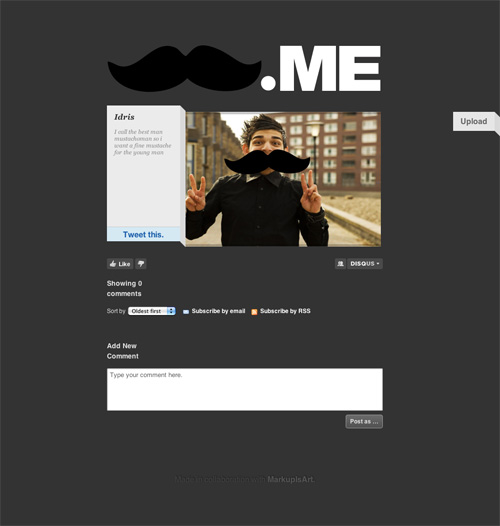 .ME
Idris
I call the best man
mustachoman so i
want a fine mustache
for the young man
Tweet this.
Upload
Like
DISQUS
Showing 0
comments
Sort by Oldest first Subscribe by email Subscribe by RSS
Add New
Comment
Type your comment here.
Post as ...
MarkupIsArt.